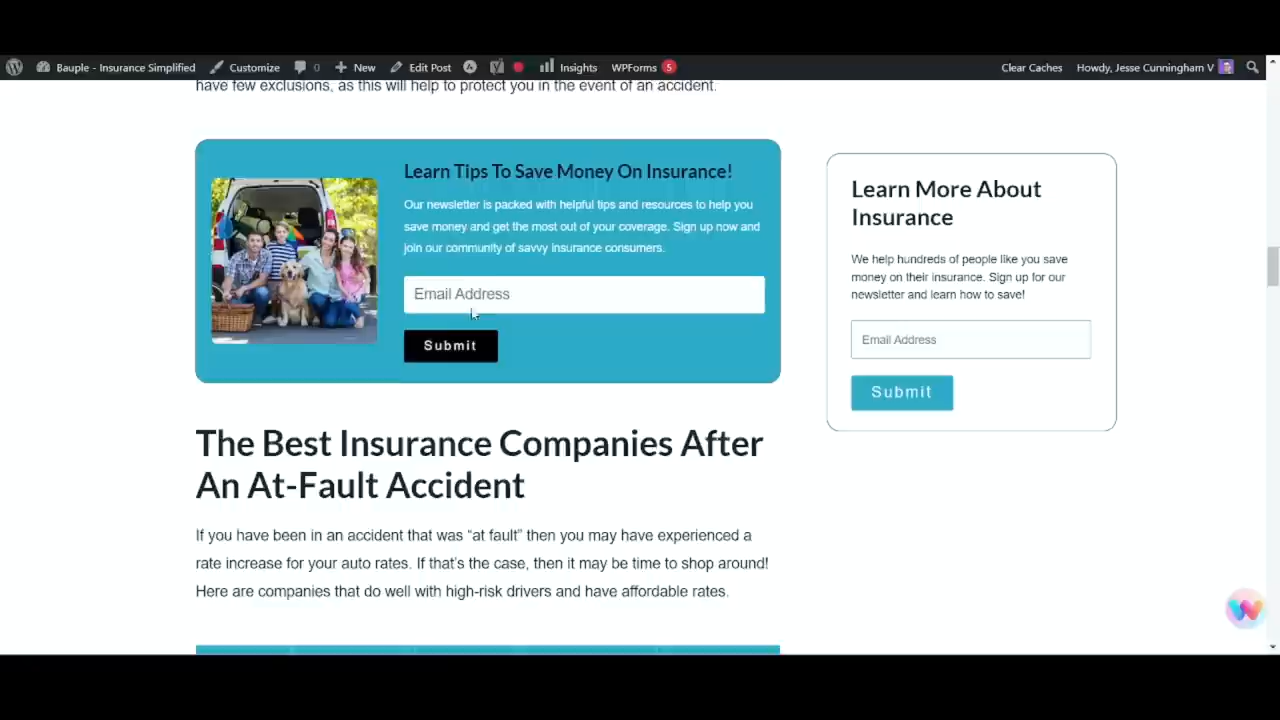 Bauple - Insurance Simplified Customize 0 New Edit Post Insights WPForms 5 Clear Caches Howdy, Jesse Cunningham V
have few exclusions, as this will help to protect you in the event of an accident.
Learn Tips To Save Money On Insurance!
Our newsletter is packed with helpful tips and resources to help you
save money and get the most out of your coverage. Sign up now and
join our community of savvy insurance consumers.
Email Address
Submit
Learn More About
Insurance
We help hundreds of people like you save
money on their insurance. Sign up for our
newsletter and learn how to save!
Email Address
Submit
The Best Insurance Companies After
An At-Fault Accident
If you have been in an accident that was “at fault” then you may have experienced a
rate increase for your auto rates. If that’s the case, then it may be time to shop around!
Here are companies that do well with high-risk drivers and have affordable rates.